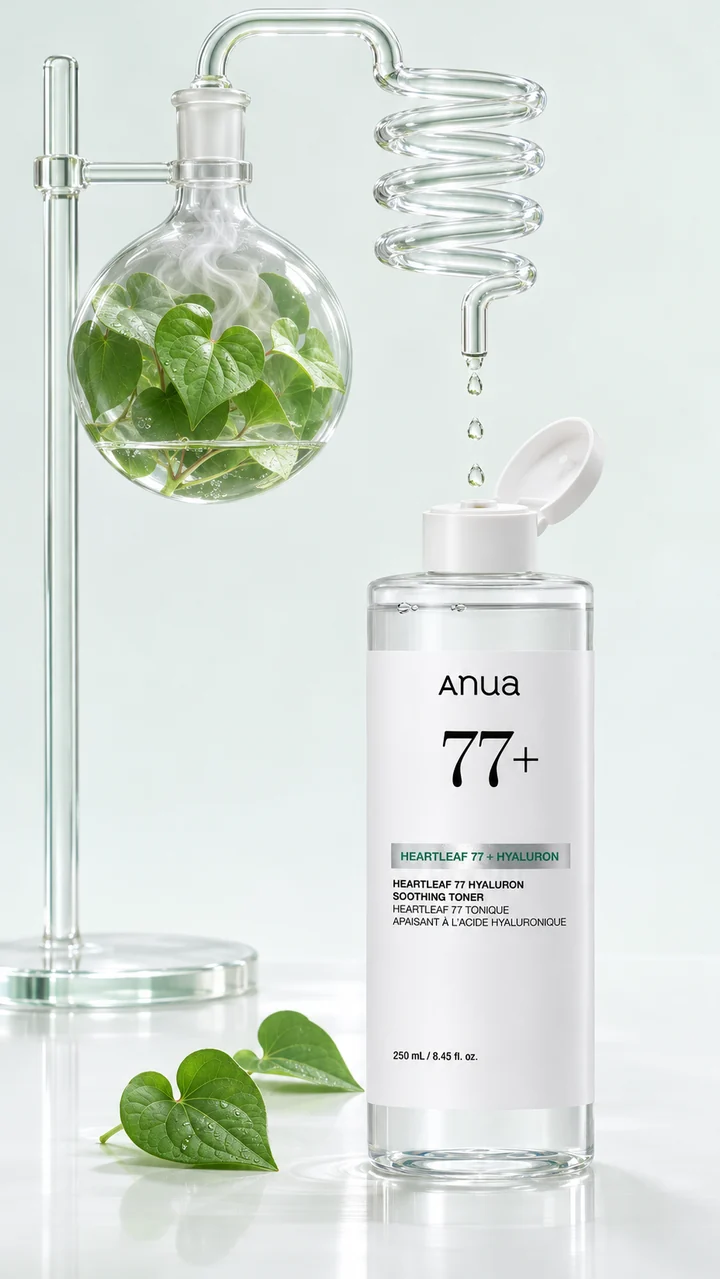 Anua
77+
HEARTLEAF 77 + HYALURON
HEARTLEAF 77 HYALURON
SOOTHING TONER
HEARTLEAF 77 TONIQUE
APAISANT À L'ACIDE HYALURONIQUE
250 mL / 8.45 fl. oz.